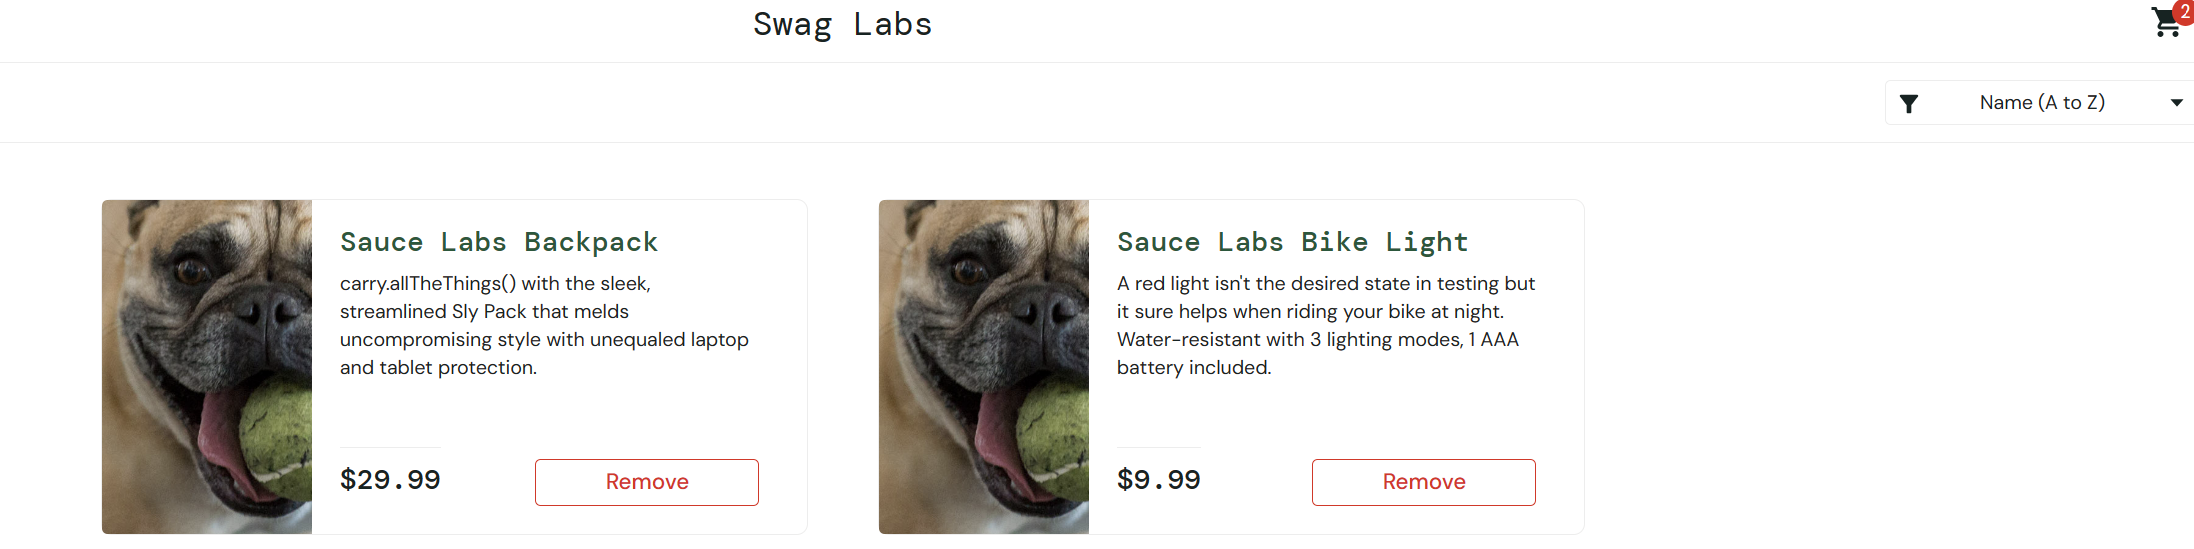 Swag Labs
2
Name (A to Z)
Sauce Labs Backpack
carry.allTheThings() with the sleek,
streamlined Sly Pack that melds
uncompromising style with unequaled laptop
and tablet protection.
$29.99
Remove
Sauce Labs Bike Light
A red light isn't the desired state in testing but
it sure helps when riding your bike at night.
Water-resistant with 3 lighting modes, 1 AAA
battery included.
$9.99
Remove